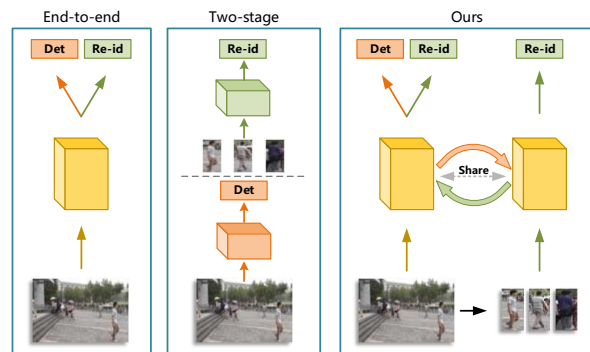 End-to-end
Two-stage
Ours
Det
Re-id
Re-id
Det
Det
Re-id
Re-id
Share